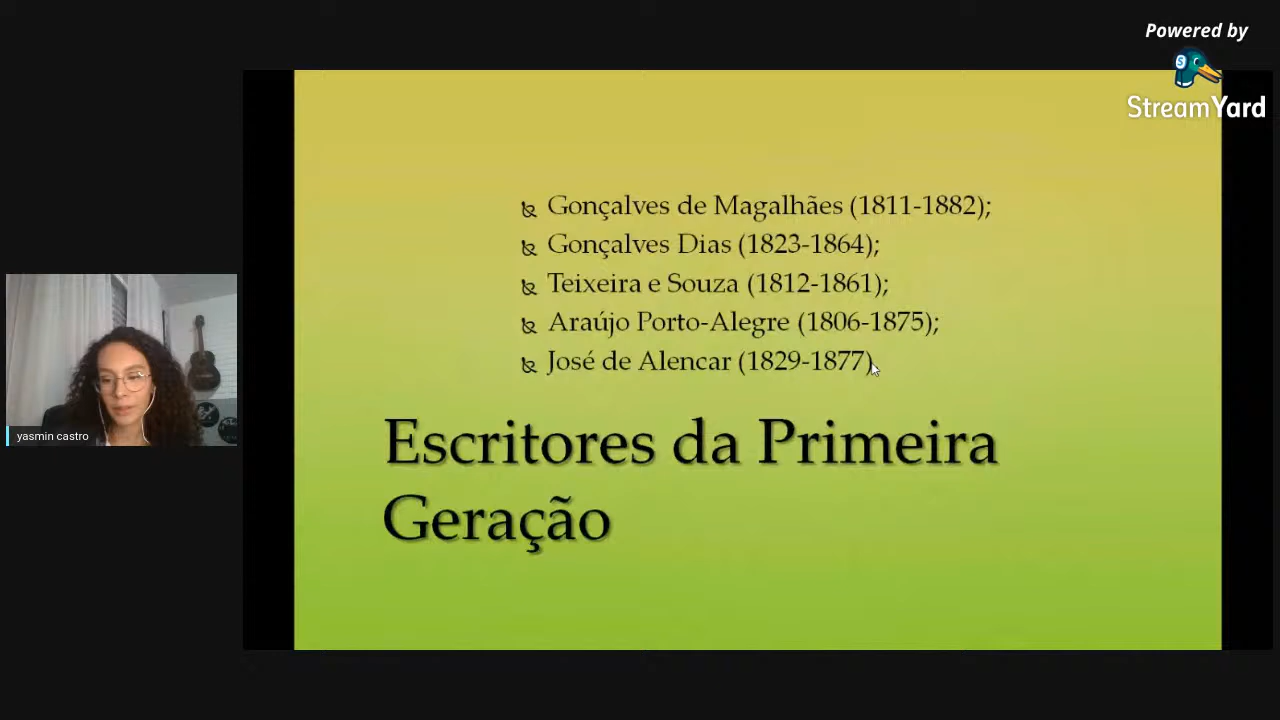 Powered by
StreamYard
Gonçalves de Magalhães (1811-1882);
Gonçalves Dias (1823-1864);
Teixeira e Souza (1812-1861);
Araújo Porto-Alegre (1806-1875);
José de Alencar (1829-1877)
Escritores da Primeira
Geração
yasmin castro